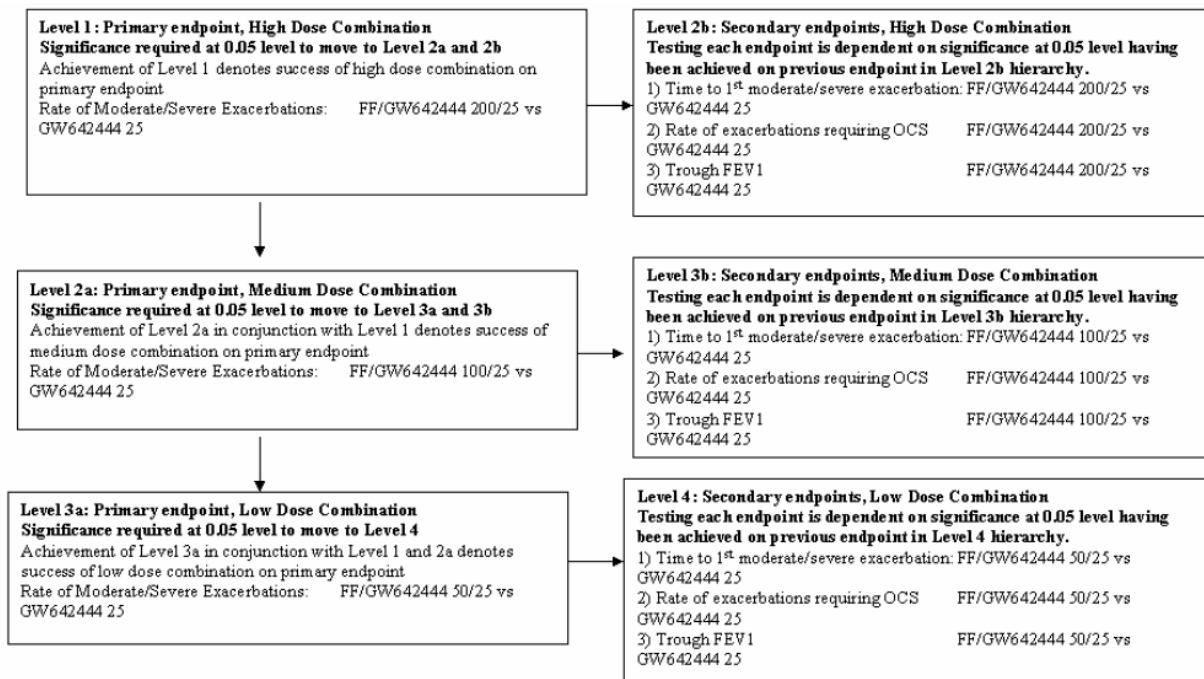 Level 1: Primary endpoint, High Dose Combination
Significance required at 0.05 level to move to Level 2a and 2b
Achievement of Level 1 denotes success of high dose combination on
primary endpoint
Rate of Moderate/Severe Exacerbations: FF/GW642444 200/25 vs
GW642444 25
Level 2b: Secondary endpoints, High Dose Combination
Testing each endpoint is dependent on significance at 0.05 level having
been achieved on previous endpoint in Level 2b hierarchy.
1) Time to 1st moderate/severe exacerbation: FF/GW642444 200/25 vs
GW642444 25
2) Rate of exacerbations requiring OCS FF/GW642444 200/25 vs
GW642444 25
3) Trough FEV1 FF/GW642444 200/25 vs
GW642444 25
Level 2a: Primary endpoint, Medium Dose Combination
Significance required at 0.05 level to move to Level 3a and 3b
Achievement of Level 2a in conjunction with Level 1 denotes success of
medium dose combination on primary endpoint
Rate of Moderate/Severe Exacerbations: FF/GW642444 100/25 vs
GW642444 25
Level 3b: Secondary endpoints, Medium Dose Combination
Testing each endpoint is dependent on significance at 0.05 level having
been achieved on previous endpoint in Level 3b hierarchy.
1) Time to 1st moderate/severe exacerbation: FF/GW642444 100/25 vs
GW642444 25
2) Rate of exacerbations requiring OCS FF/GW642444 100/25 vs
GW642444 25
3) Trough FEV1 FF/GW642444 100/25 vs
GW642444 25
Level 3a: Primary endpoint, Low Dose Combination
Significance required at 0.05 level to move to Level 4
Achievement of Level 3a in conjunction with Level 1 and 2a denotes
success of low dose combination on primary endpoint
Rate of Moderate/Severe Exacerbations: FF/GW642444 50/25 vs
GW642444 25
Level 4: Secondary endpoints, Low Dose Combination
Testing each endpoint is dependent on significance at 0.05 level having
been achieved on previous endpoint in Level 4 hierarchy.
1) Time to 1st moderate/severe exacerbation: FF/GW642444 50/25 vs
GW642444 25
2) Rate of exacerbations requiring OCS FF/GW642444 50/25 vs
GW642444 25
3) Trough FEV1 FF/GW642444 50/25 vs
GW642444 25